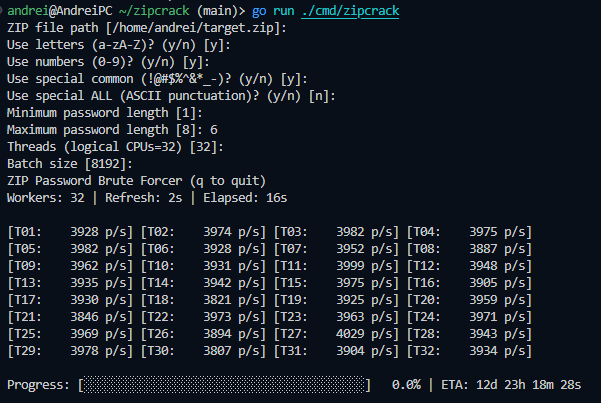 andrei@AndreiPC ~/zipcrack (main)> go run ./cmd/zipcrack
ZIP file path [/home/andrei/target.zip]:
Use letters (a-zA-Z)? (y/n) [y]:
Use numbers (0-9)? (y/n) [y]:
Use special common (!@#$%^&*_-)? (y/n) [y]:
Use special ALL (ASCII punctuation)? (y/n) [n]:
Minimum password length [1]:
Maximum password length [8]: 6
Threads (logical CPUs=32) [32]:
Batch size [8192]:
ZIP Password Brute Forcer (q to quit)
Workers: 32 | Refresh: 2s | Elapsed: 16s
[T01:    3928 p/s] [T02:    3974 p/s] [T03:    3982 p/s] [T04:    3975 p/s]
[T05:    3982 p/s] [T06:    3928 p/s] [T07:    3952 p/s] [T08:    3887 p/s]
[T09:    3962 p/s] [T10:    3931 p/s] [T11:    3999 p/s] [T12:    3948 p/s]
[T13:    3935 p/s] [T14:    3942 p/s] [T15:    3975 p/s] [T16:    3905 p/s]
[T17:    3930 p/s] [T18:    3821 p/s] [T19:    3925 p/s] [T20:    3959 p/s]
[T21:    3846 p/s] [T22:    3973 p/s] [T23:    3963 p/s] [T24:    3971 p/s]
[T25:    3969 p/s] [T26:    3894 p/s] [T27:    4029 p/s] [T28:    3943 p/s]
[T29:    3978 p/s] [T30:    3807 p/s] [T31:    3904 p/s] [T32:    3934 p/s]
Progress: [░░░░░░░░░░░░░░░░░░░░░░░░░░░░░░░░░░░░░░░░]   0.0% | ETA: 12d 23h 18m 28s